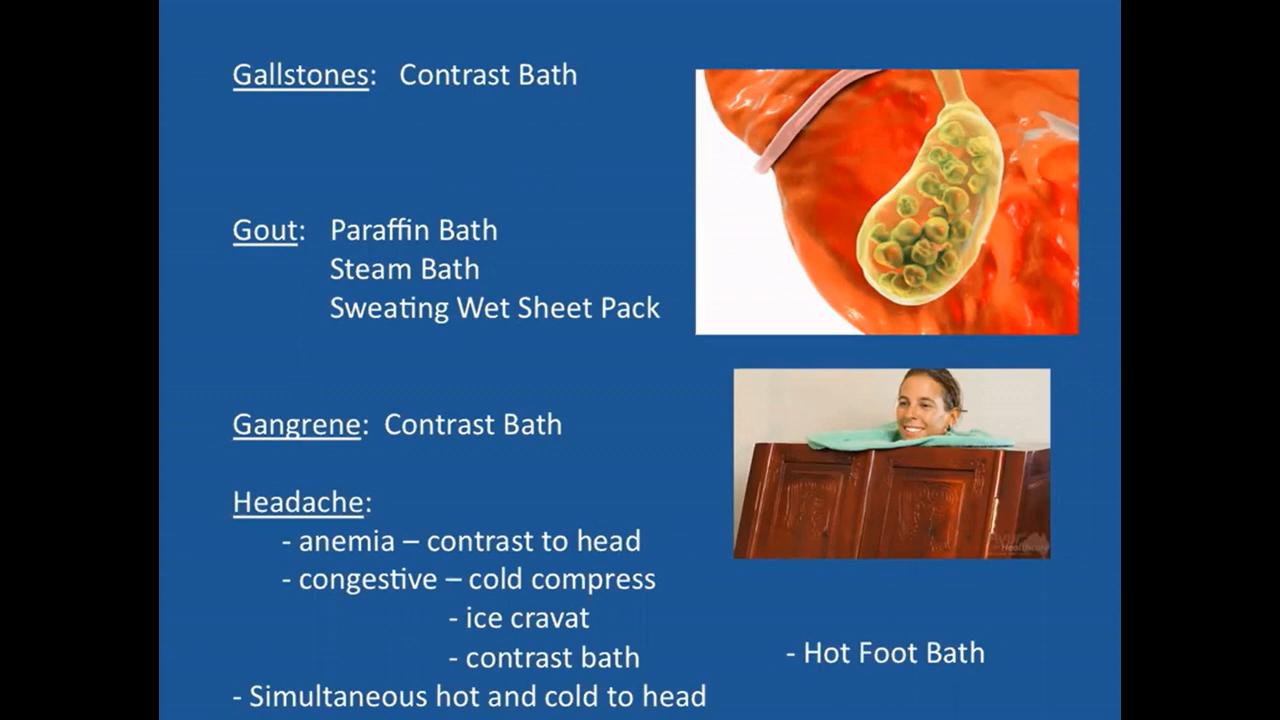 Gallstones: Contrast Bath
Gout: Paraffin Bath
Steam Bath
Sweating Wet Sheet Pack
Gangrene: Contrast Bath
Headache:
- anemia – contrast to head
- congestive – cold compress
- ice cravat
- contrast bath
- Hot Foot Bath
- Simultaneous hot and cold to head